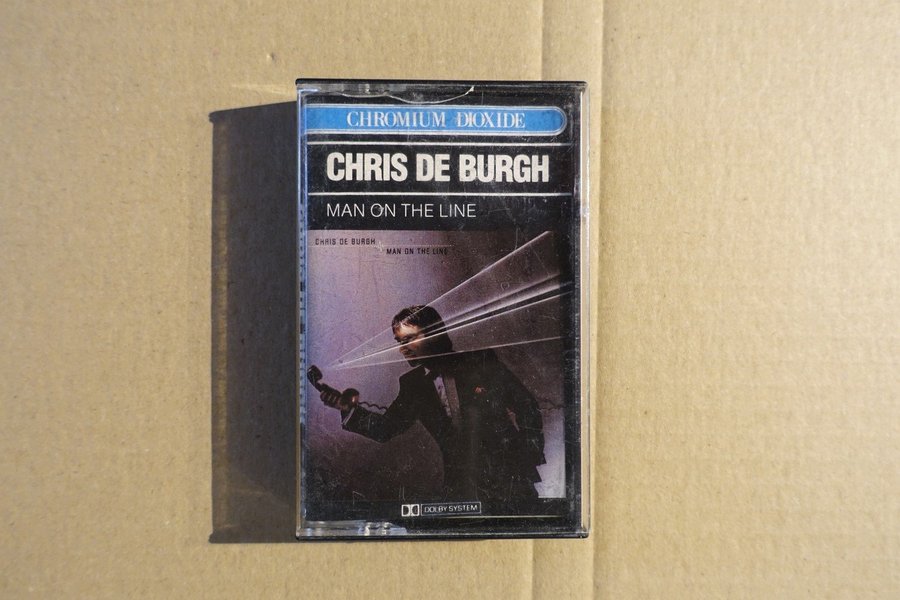 CHROMIUM DIOXIDE
CHRIS DE BURGH
MAN ON THE LINE
CHRIS DE BURGH
MAN ON THE LINE
DOLBY SYSTEM